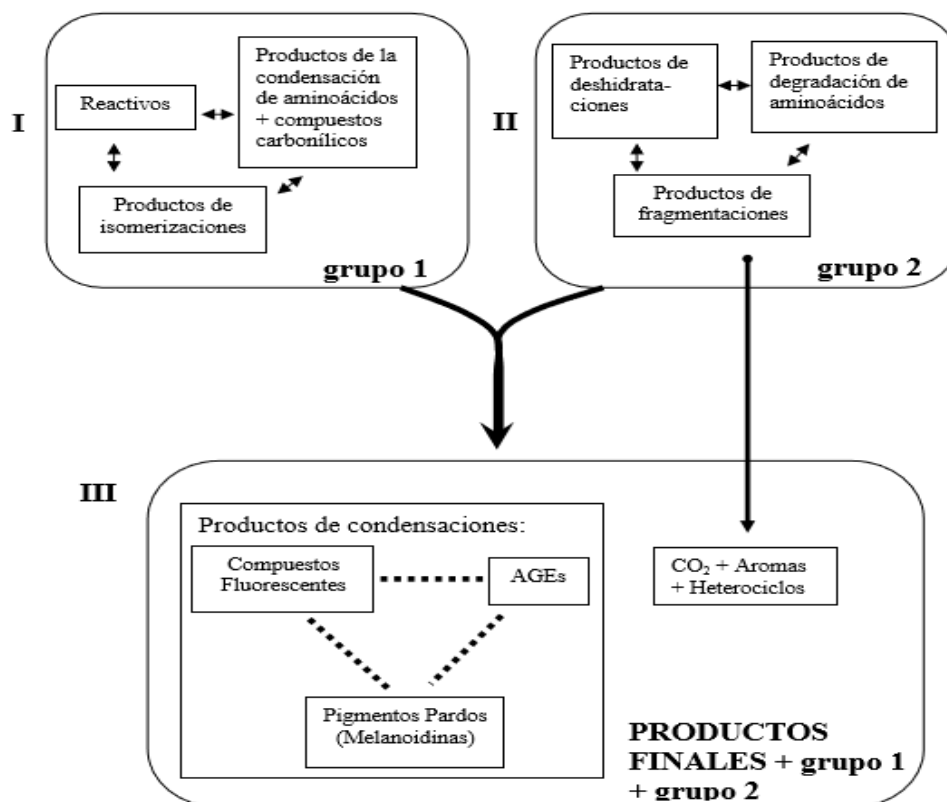 I
Reactivos
Productos de la
condensación
de aminoácidos
+ compuestos
carbonílicos
Productos de
isomerizaciones
grupo 1
II
Productos de
deshidrata-
ciones
Productos de
degradación de
aminoácidos
Productos de
fragmentaciones
grupo 2
III
Productos de condensaciones:
Compuestos
Fluorescentes
AGEs
Pigmentos Pardos
(Melanoidinas)
CO₂ + Aromas
+ Heterociclos
PRODUCTOS
FINALES + grupo 1
+ grupo 2